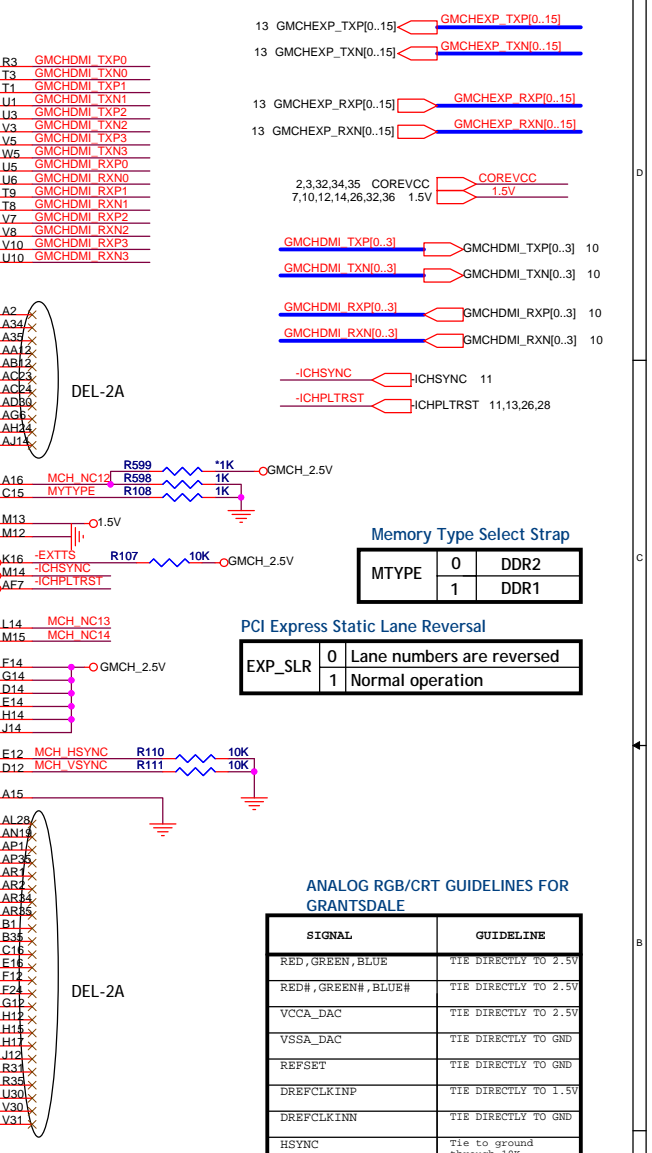 13 GMCHEXP_TXP[0..15] GMCHEXP_TXP[0..15]
13 GMCHEXP_TXN[0..15] GMCHEXP_TXN[0..15]
R3 GMCHDMI_TXP0
T3 GMCHDMI_TXN0
T1 GMCHDMI_TXP1
U1 GMCHDMI_TXN1
U3 GMCHDMI_TXP2
V3 GMCHDMI_TXN2
V5 GMCHDMI_TXP3
W5 GMCHDMI_TXN3
U5 GMCHDMI_RXP0
U6 GMCHDMI_RXN0
T9 GMCHDMI_RXP1
T8 GMCHDMI_RXN1
V7 GMCHDMI_RXP2
V8 GMCHDMI_RXN2
V10 GMCHDMI_RXP3
U10 GMCHDMI_RXN3
13 GMCHEXP_RXP[0..15] GMCHEXP_RXP[0..15]
13 GMCHEXP_RXN[0..15] GMCHEXP_RXN[0..15]
D
2,3,32,34,35 COREVCC COREVCC
7,10,12,14,26,32,36 1.5V 1.5V
GMCHDMI_TXP[0..3] GMCHDMI_TXP[0..3] 10
GMCHDMI_TXN[0..3] GMCHDMI_TXN[0..3] 10
GMCHDMI_RXP[0..3] GMCHDMI_RXP[0..3] 10
GMCHDMI_RXN[0..3] GMCHDMI_RXN[0..3] 10
-ICHSYNC -ICHSYNC 11
-ICHPLTRST -ICHPLTRST 11,13,26,28
A2
A34
A35
AA12
AB12
AC23
AC24
AD30
AG6
AH24
AJ14
DEL-2A
R599 *1K GMCH_2.5V
A16 MCH_NC12 R598 1K
C15 MYTYPE R108 1K
M13 1.5V
M12
K16 -EXTTS R107 10K GMCH_2.5V
M14 -ICHSYNC
AF7 -ICHPLTRST
Memory Type Select Strap
MTYPE 0 DDR2
1 DDR1
C
L14 MCH_NC13
M15 MCH_NC14
PCI Express Static Lane Reversal
EXP_SLR 0 Lane numbers are reversed
1 Normal operation
F14 GMCH_2.5V
G14
D14
E14
H14
J14
E12 MCH_HSYNC R110 10K
D12 MCH_VSYNC R111 10K
A15
AL28
AN19
AP1
AP35
AR1
AR2
AR34
AR35
B1
B35
C16
E16
F12
F24
G12
H12
H15
H17
J12
R31
R35
U30
V30
V31
DEL-2A
B
ANALOG RGB/CRT GUIDELINES FOR
GRANTSDALE
SIGNAL GUIDELINE
RED,GREEN,BLUE TIE DIRECTLY TO 2.5V
RED#,GREEN#,BLUE# TIE DIRECTLY TO 2.5V
VCCA_DAC TIE DIRECTLY TO 2.5V
VSSA_DAC TIE DIRECTLY TO GND
REFSET TIE DIRECTLY TO GND
DREFCLKINP TIE DIRECTLY TO 1.5V
DREFCLKINN TIE DIRECTLY TO GND
HSYNC Tie to ground
through 10K